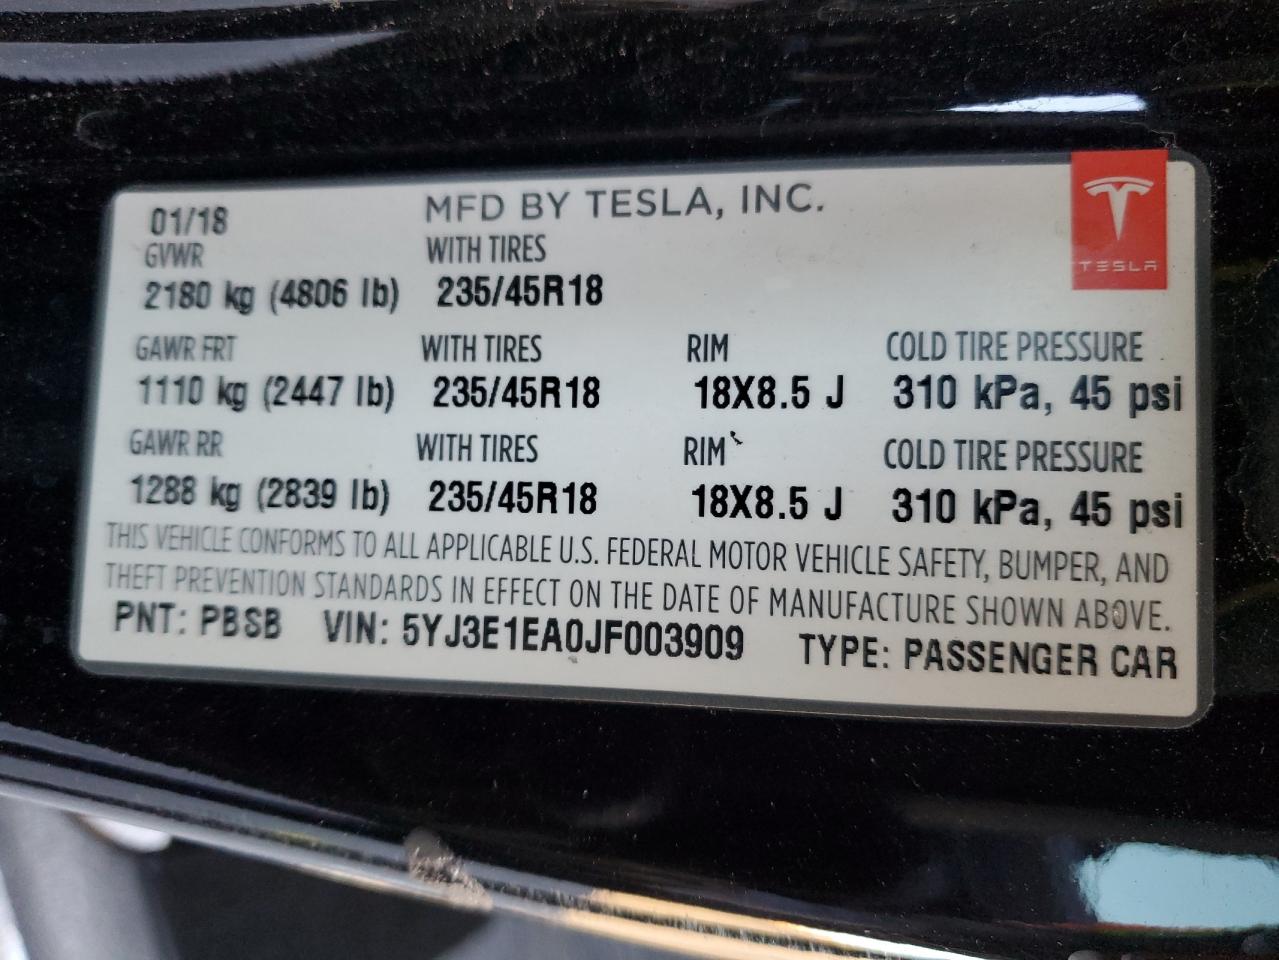 01/18 MFD BY TESLA, INC.
GVWR WITH TIRES
TESLA
2180 kg (4806 lb) 235/45R18
GAWR FRT WITH TIRES RIM COLD TIRE PRESSURE
1110 kg (2447 lb) 235/45R18 18X8.5 J 310 kPa, 45 psi
GAWR RR WITH TIRES RIM COLD TIRE PRESSURE
1288 kg (2839 lb) 235/45R18 18X8.5 J 310 kPa, 45 psi
THIS VEHICLE CONFORMS TO ALL APPLICABLE U.S. FEDERAL MOTOR VEHICLE SAFETY, BUMPER, AND
THEFT PREVENTION STANDARDS IN EFFECT ON THE DATE OF MANUFACTURE SHOWN ABOVE.
PNT: PBSB VIN: 5YJ3E1EA0JF003909 TYPE: PASSENGER CAR